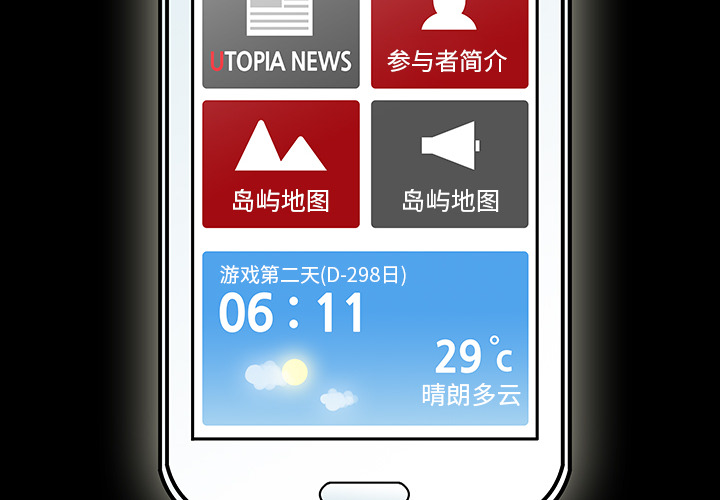 UTOPIA NEWS
参与者简介
岛屿地图
岛屿地图
游戏第二天(D-298日)
06:11
29°c
晴朗多云